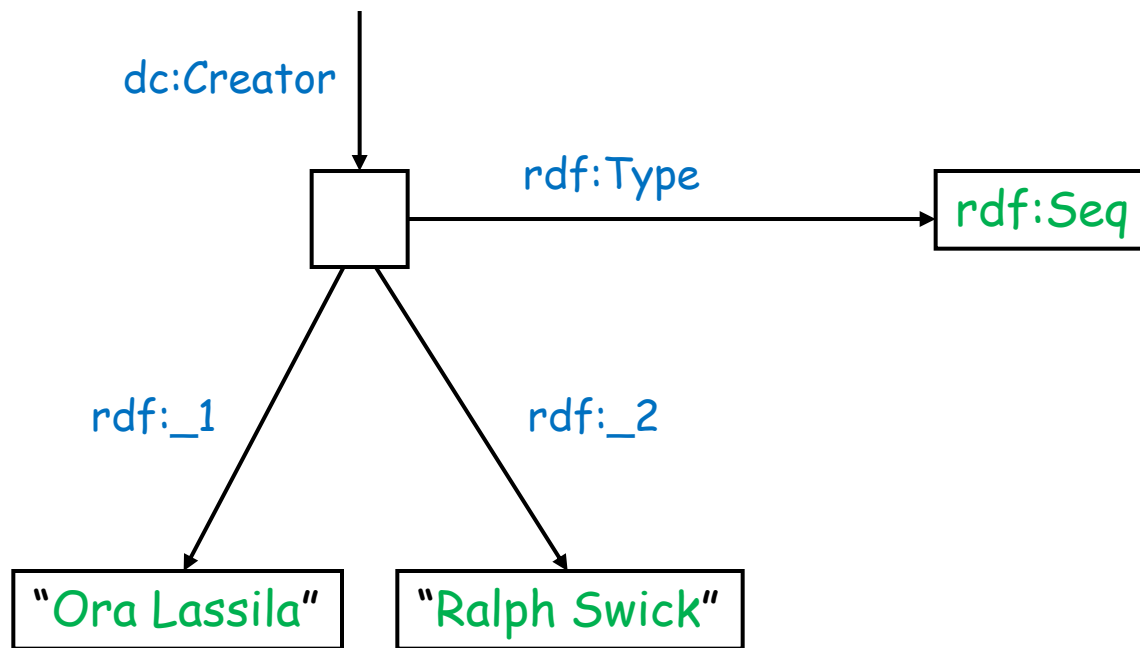 dc:Creator
rdf:Type
rdf:Seq
rdf:_1
rdf:_2
“Ora Lassila”
“Ralph Swick”